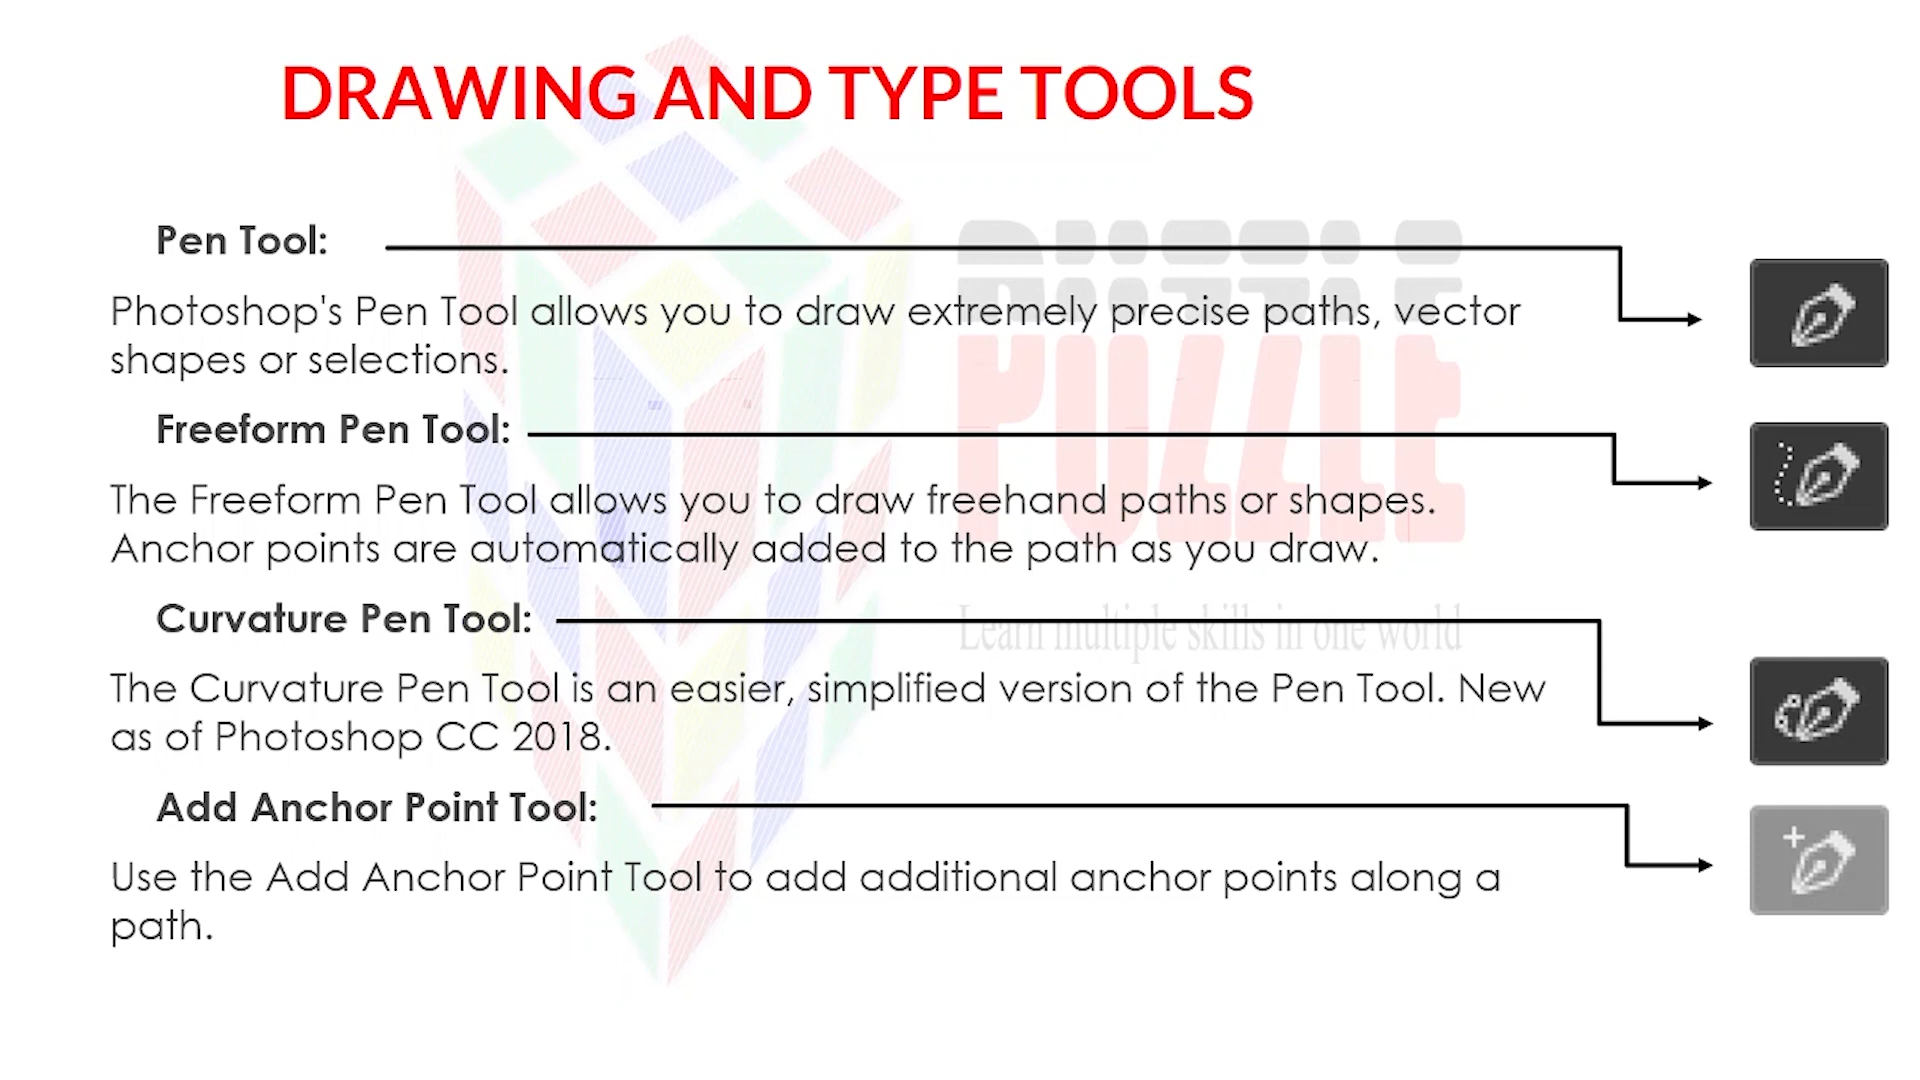 DRAWING AND TYPE TOOLS
Pen Tool:
Photoshop's Pen Tool allows you to draw extremely precise paths, vector
shapes or selections.
Freeform Pen Tool:
The Freeform Pen Tool allows you to draw freehand paths or shapes.
Anchor points are automatically added to the path as you draw.
Curvature Pen Tool:
The Curvature Pen Tool is an easier, simplified version of the Pen Tool. New
as of Photoshop CC 2018.
Add Anchor Point Tool:
Use the Add Anchor Point Tool to add additional anchor points along a
path.
PUZZLE
Learn multiple skills in one world